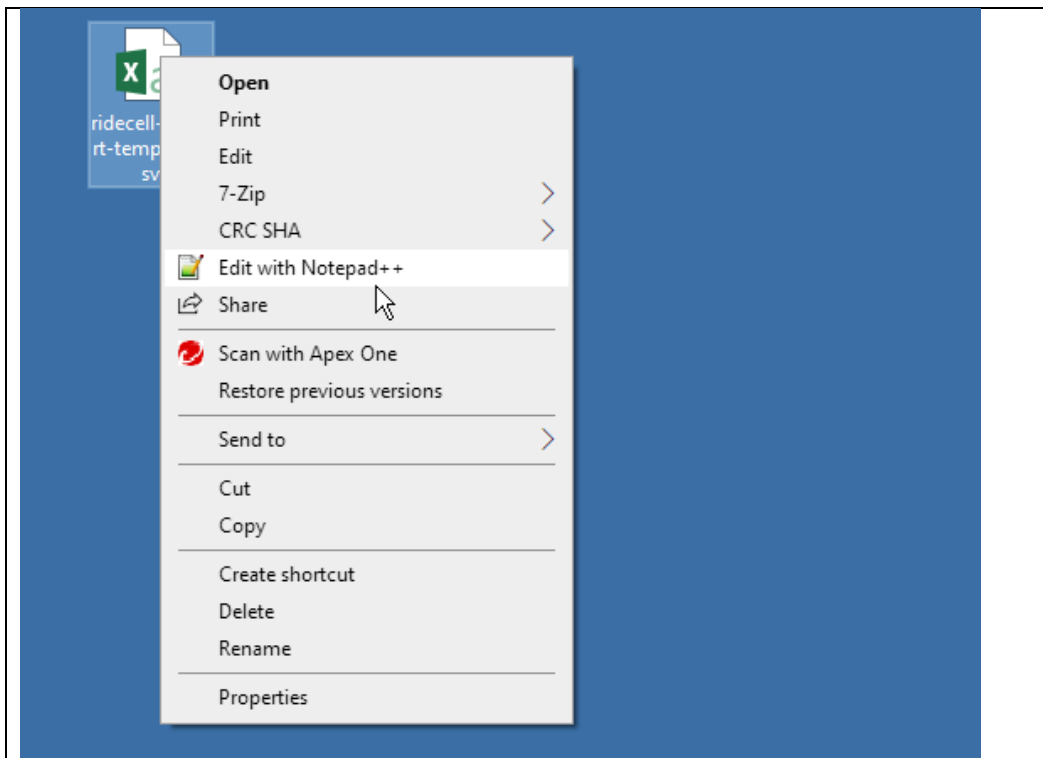 ridecell-
rt-temp
sv
Open
Print
Edit
7-Zip
CRC SHA
Edit with Notepad++
Share
Scan with Apex One
Restore previous versions
Send to
Cut
Copy
Create shortcut
Delete
Rename
Properties